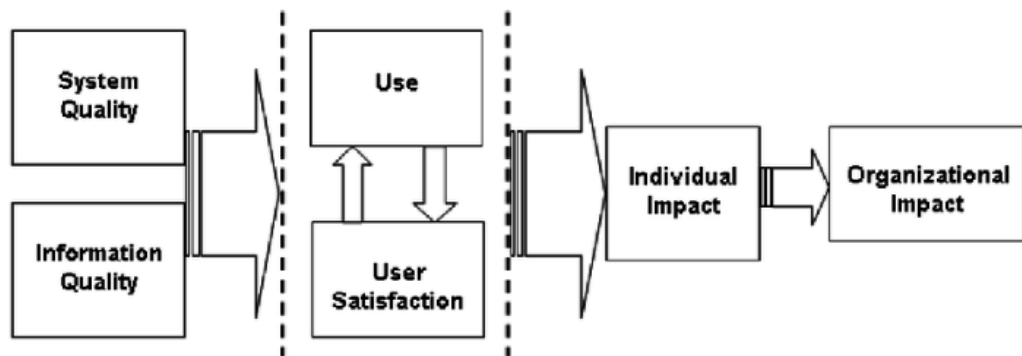 System
Quality
Information
Quality
Use
User
Satisfaction
Individual
Impact
Organizational
Impact